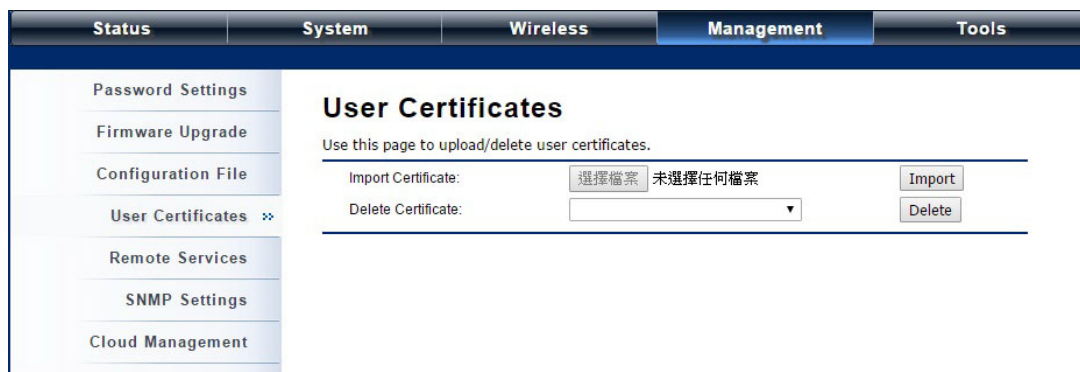 Status System Wireless Management Tools
Password Settings
Firmware Upgrade
Configuration File
User Certificates »
Remote Services
SNMP Settings
Cloud Management
User Certificates
Use this page to upload/delete user certificates.
Import Certificate: 選擇檔案 未選擇任何檔案 Import
Delete Certificate: Delete